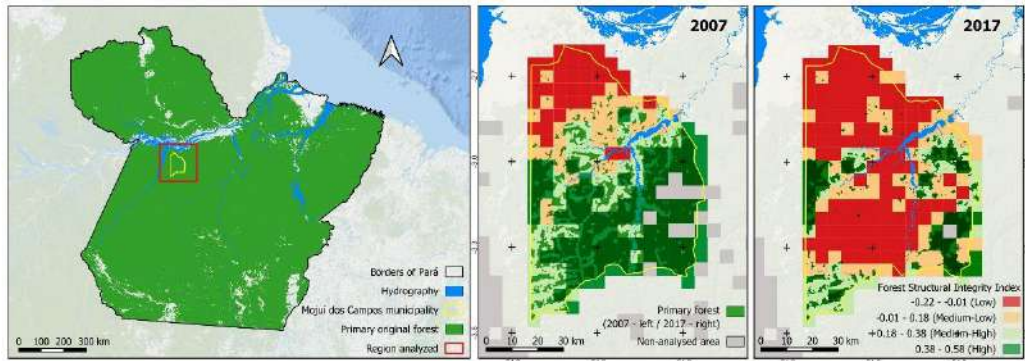 Borders of Pará
Hydrography
Mojuí dos Campos municipality
Primary original forest
Region analyzed
0 100 200 300 km
2007
Primary forest
(2007 - left / 2017 - right)
Non-analysed area
0 10 20 30 km
2017
Forest Structural Integrity Index
-0.22 - -0.01 (Low)
-0.01 - 0.18 (Medium-Low)
+0.18 - 0.38 (Medium-High)
0.38 - 0.58 (High)
0 10 20 30 km